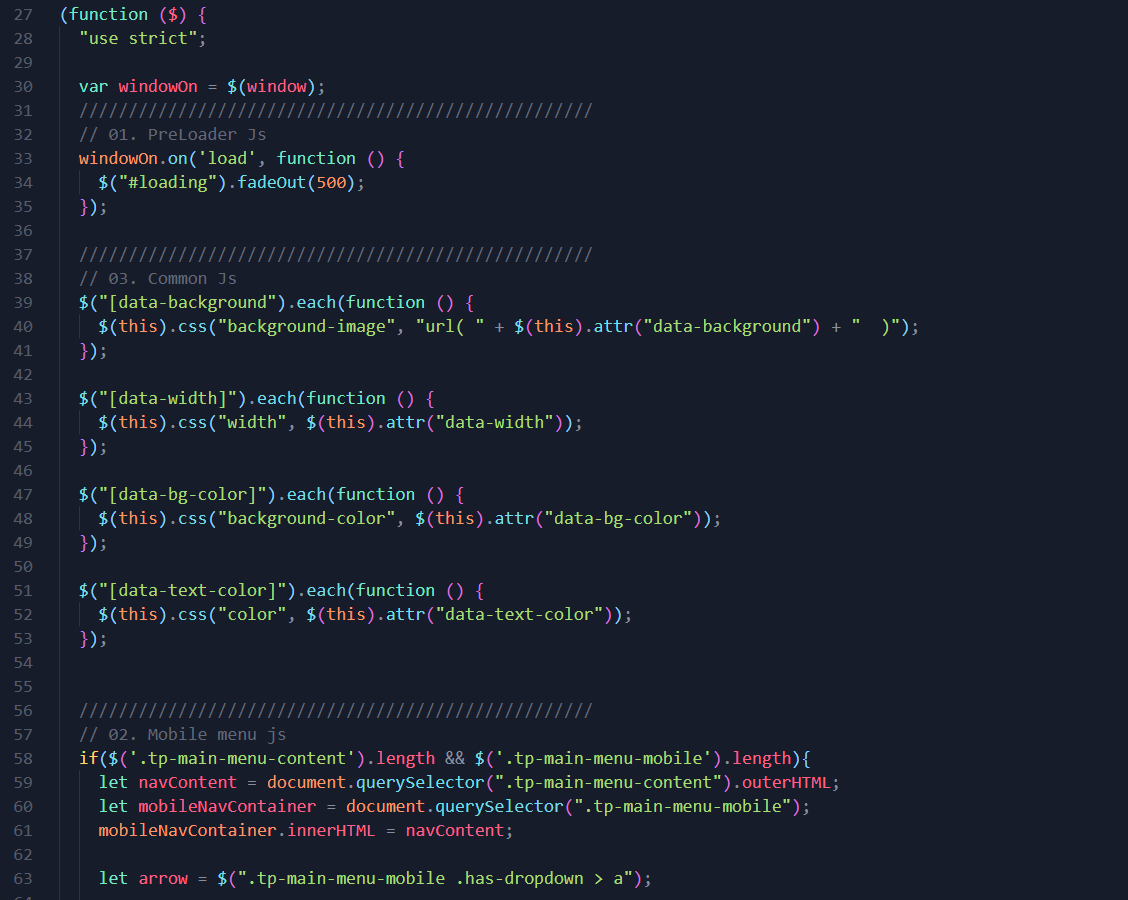 27 (function ($) {
28   "use strict";
29
30   var windowOn = $(window);
31   ////////////////////////////////////////////////////
32   // 01. PreLoader Js
33   windowOn.on('load', function () {
34     $("#loading").fadeOut(500);
35   });
36
37   ////////////////////////////////////////////////////
38   // 03. Common Js
39   $("[data-background").each(function () {
40     $(this).css("background-image", "url( " + $(this).attr("data-background") + "  )");
41   });
42
43   $("[data-width]").each(function () {
44     $(this).css("width", $(this).attr("data-width"));
45   });
46
47   $("[data-bg-color]").each(function () {
48     $(this).css("background-color", $(this).attr("data-bg-color"));
49   });
50
51   $("[data-text-color]").each(function () {
52     $(this).css("color", $(this).attr("data-text-color"));
53   });
54
55
56   ////////////////////////////////////////////////////
57   // 02. Mobile menu js
58   if($('.tp-main-menu-content').length && $('.tp-main-menu-mobile').length){
59     let navContent = document.querySelector(".tp-main-menu-content").outerHTML;
60     let mobileNavContainer = document.querySelector(".tp-main-menu-mobile");
61     mobileNavContainer.innerHTML = navContent;
62
63     let arrow = $(".tp-main-menu-mobile .has-dropdown > a");